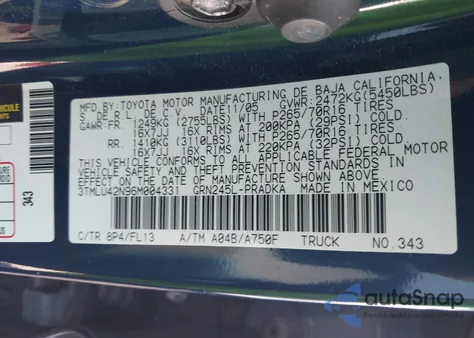 MFD.BY:TOYOTA MOTOR MANUFACTURING DE BAJA CALIFORNIA,
S. DE R.L. DE C.V. DATE:11/05 GVWR:2472KG(5450LBS)
GAWR-FR. 1249KG(2755LBS)WITH P265/70R16 TIRES
16X7JJ 16X RIMS AT 200KPA(29PSI) COLD.
RR. 1410KG(3110LBS)WITH P265/70R16 TIRES
16X7JJ 16X RIMS AT 220KPA(32PSI) COLD.
THIS VEHICLE CONFORMS TO ALL APPLICABLE FEDERAL MOTOR
VEHICLE SAFETY AND THEFT PREVENTION STANDARDS IN
EFFECT ON THE DATE OF MANUFACTURE SHOWN ABOVE.
3TMLU42N96M004331 GRN245L-PRADKA MADE IN MEXICO
C/TR 8P4/FL13 A/TM A04B/A750F TRUCK NO.343
343
autoSnap